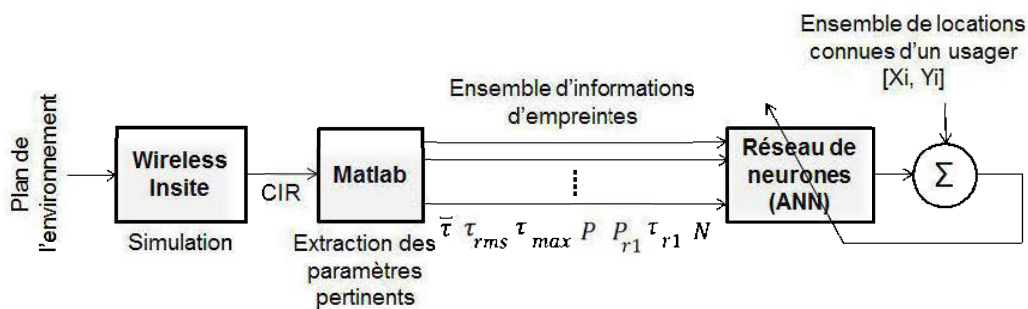 Plan de
l'environnement
Wireless
Insite
Simulation
CIR
Matlab
Extraction des
paramètres
pertinents
Ensemble d'informations
d'empreintes
τ̄ τrms τmax P Pr1 τr1 N
Réseau de
neurones
(ANN)
Ensemble de locations
connues d'un usager
[Xi, Yi]
Σ